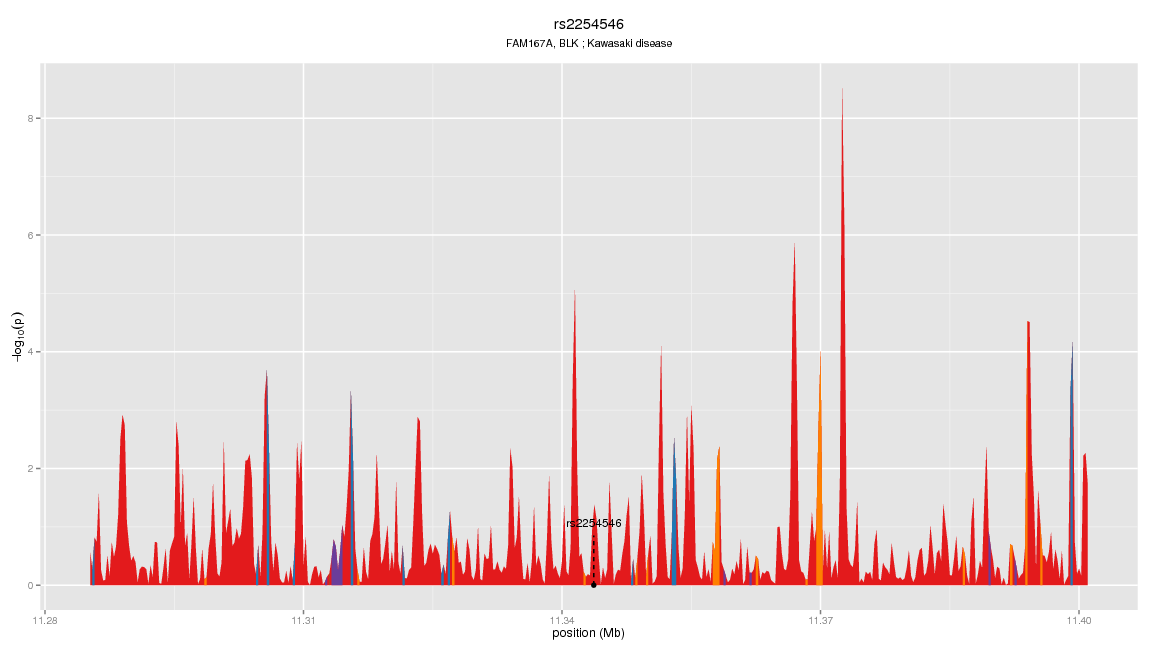 rs2254546
FAM167A, BLK ; Kawasaki disease
8
6
4
2
0
−log10(p)
rs2254546
11.28 11.31 11.34 11.37 11.40
position (Mb)